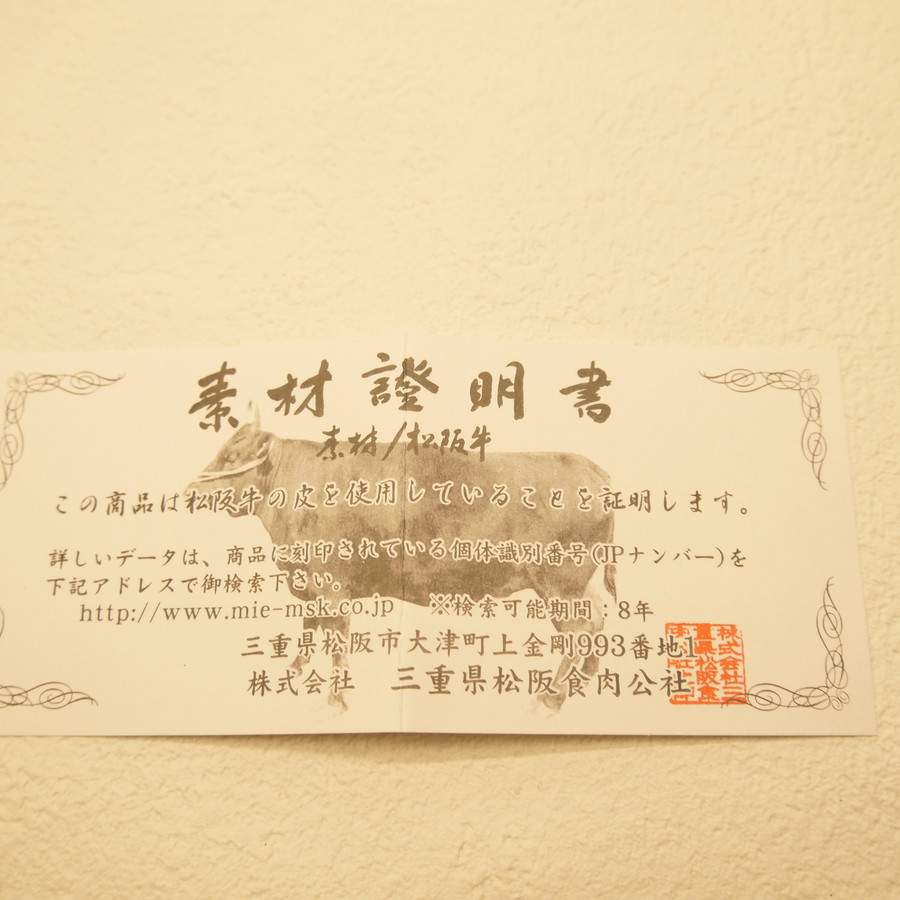 素材證明書
素材/松阪牛
この商品は松阪牛の皮を使用していることを証明します。
詳しいデータは、商品に刻印されている個体識別番号(JPナンバー)を
下記アドレスで御検索下さい。
http://www.mie-msk.co.jp ※検索可能期間：8年
三重県松阪市大津町上金剛993番地1
株式会社 三重県松阪食肉公社